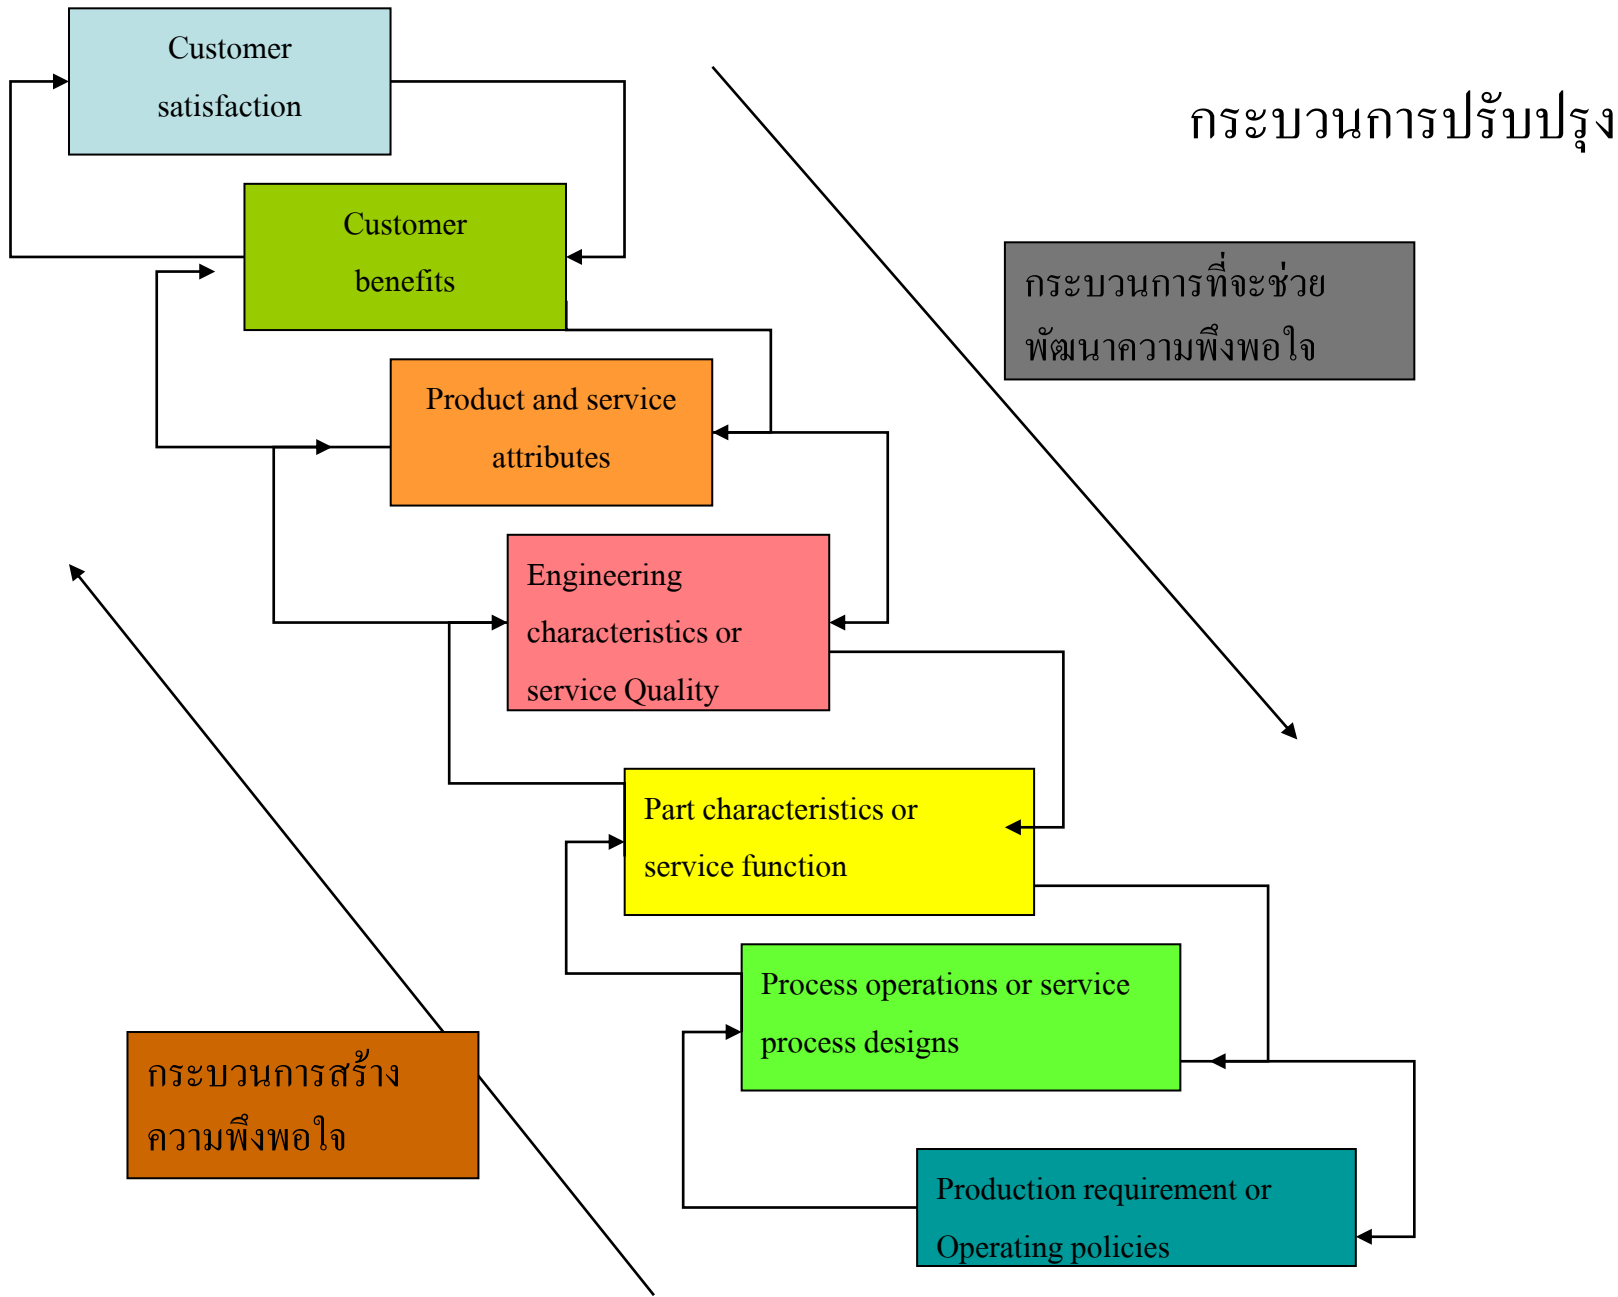 Customer
satisfaction
กระบวนการปรับปรุง
Customer
benefits
กระบวนการที่จะช่วย
พัฒนาความพึงพอใจ
Product and service
attributes
Engineering
characteristics or
service Quality
Part characteristics or
service function
Process operations or service
process designs
กระบวนการสร้าง
ความพึงพอใจ
Production requirement or
Operating policies